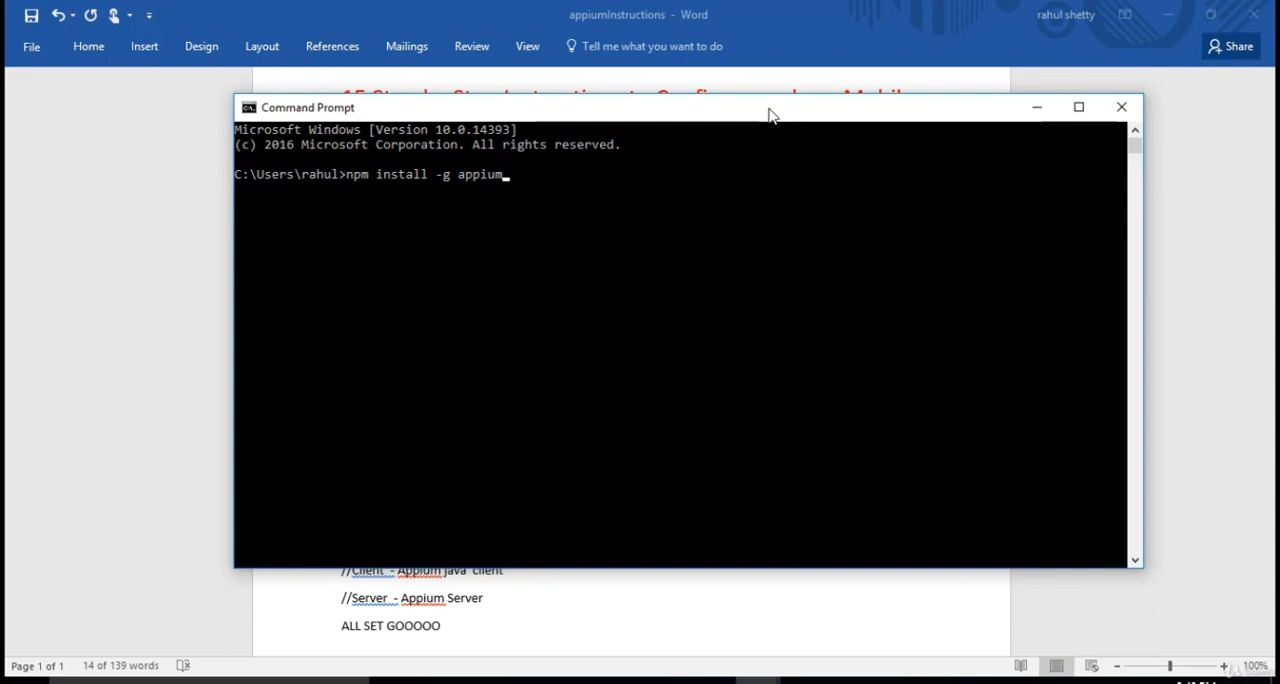 appiumInstructions - Word
rahul shetty
File Home Insert Design Layout References Mailings Review View Tell me what you want to do Share
Command Prompt
Microsoft Windows [Version 10.0.14393]
(c) 2016 Microsoft Corporation. All rights reserved.
C:\Users\rahul>npm install -g appium
//Client - Appium java client
//Server - Appium Server
ALL SET GOOOOO
Page 1 of 1 14 of 139 words 100%